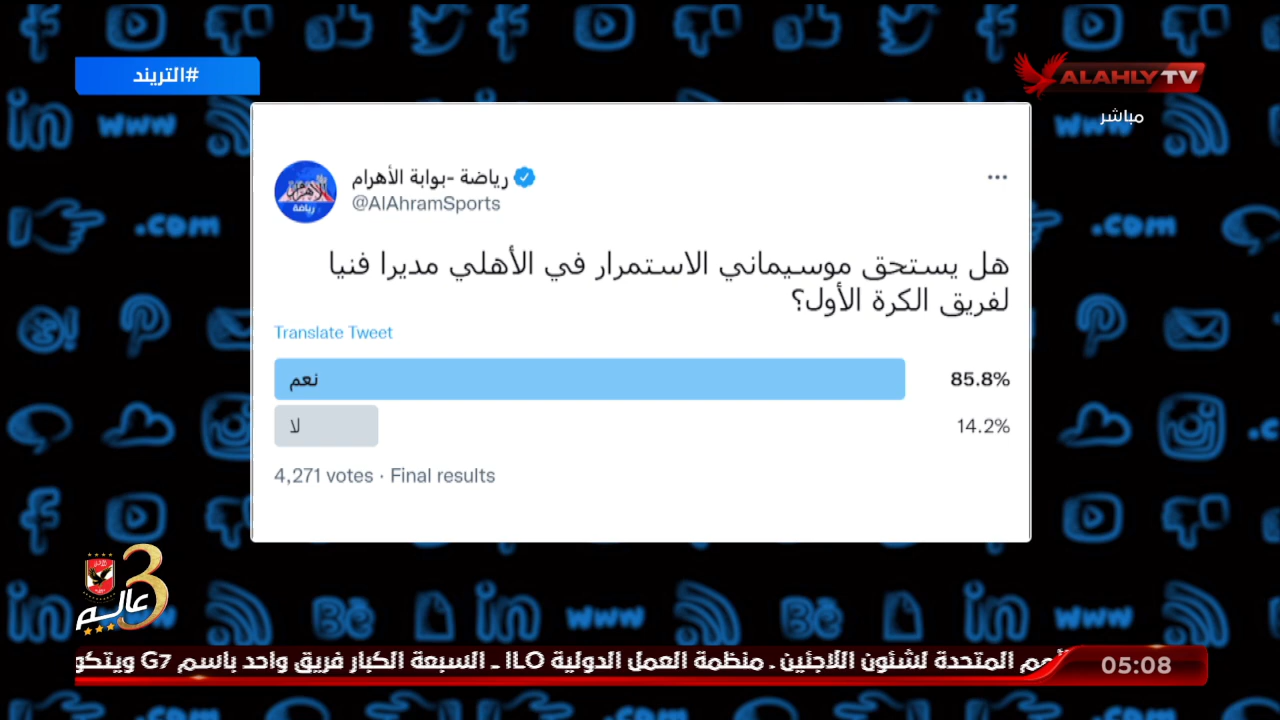 #التريند
ALAHLY TV
مباشر
رياضة -بوابة الأهرام
@AlAhramSports
هل يستحق موسيماني الاستمرار في الأهلي مديرا فنيا
لفريق الكرة الأول؟
Translate Tweet
نعم 85.8%
لا 14.2%
4,271 votes · Final results
3
عالم
المتحدة لشئون اللاجئين . منظمة العمل الدولية ILO ـ السبعة الكبار فريق واحد باسم G7
05:08